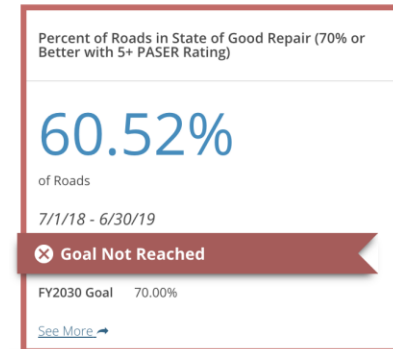 Percent of Roads in State of Good Repair (70% or
Better with 5+ PASER Rating)
60.52%
of Roads
7/1/18 - 6/30/19
Goal Not Reached
FY2030 Goal 70.00%
See More